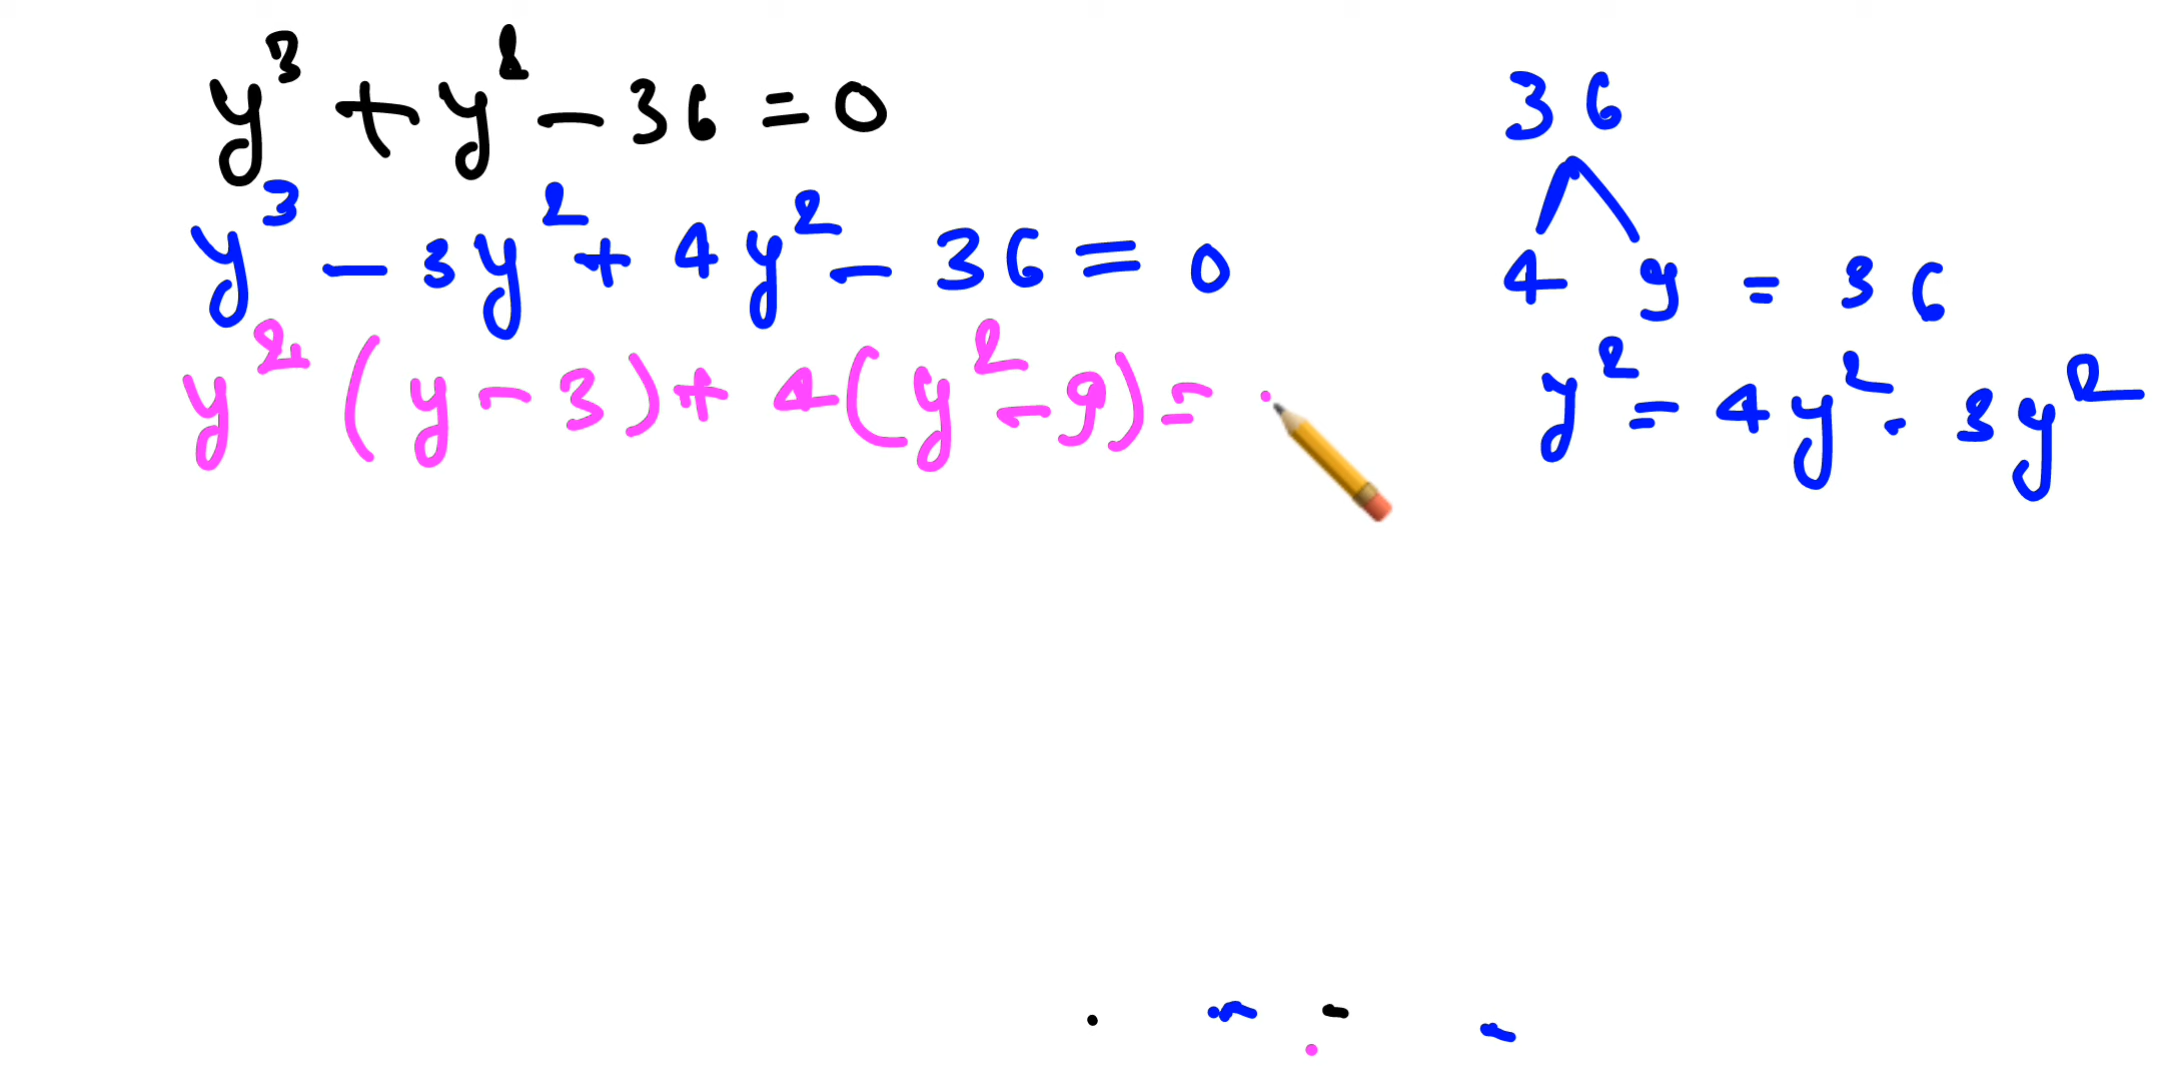 y³ + y² - 36 = 0
y³ - 3y² + 4y² - 36 = 0
y² (y - 3) + 4(y² - 9) =
36
4 9 = 36
y² = 4y² - 3y²